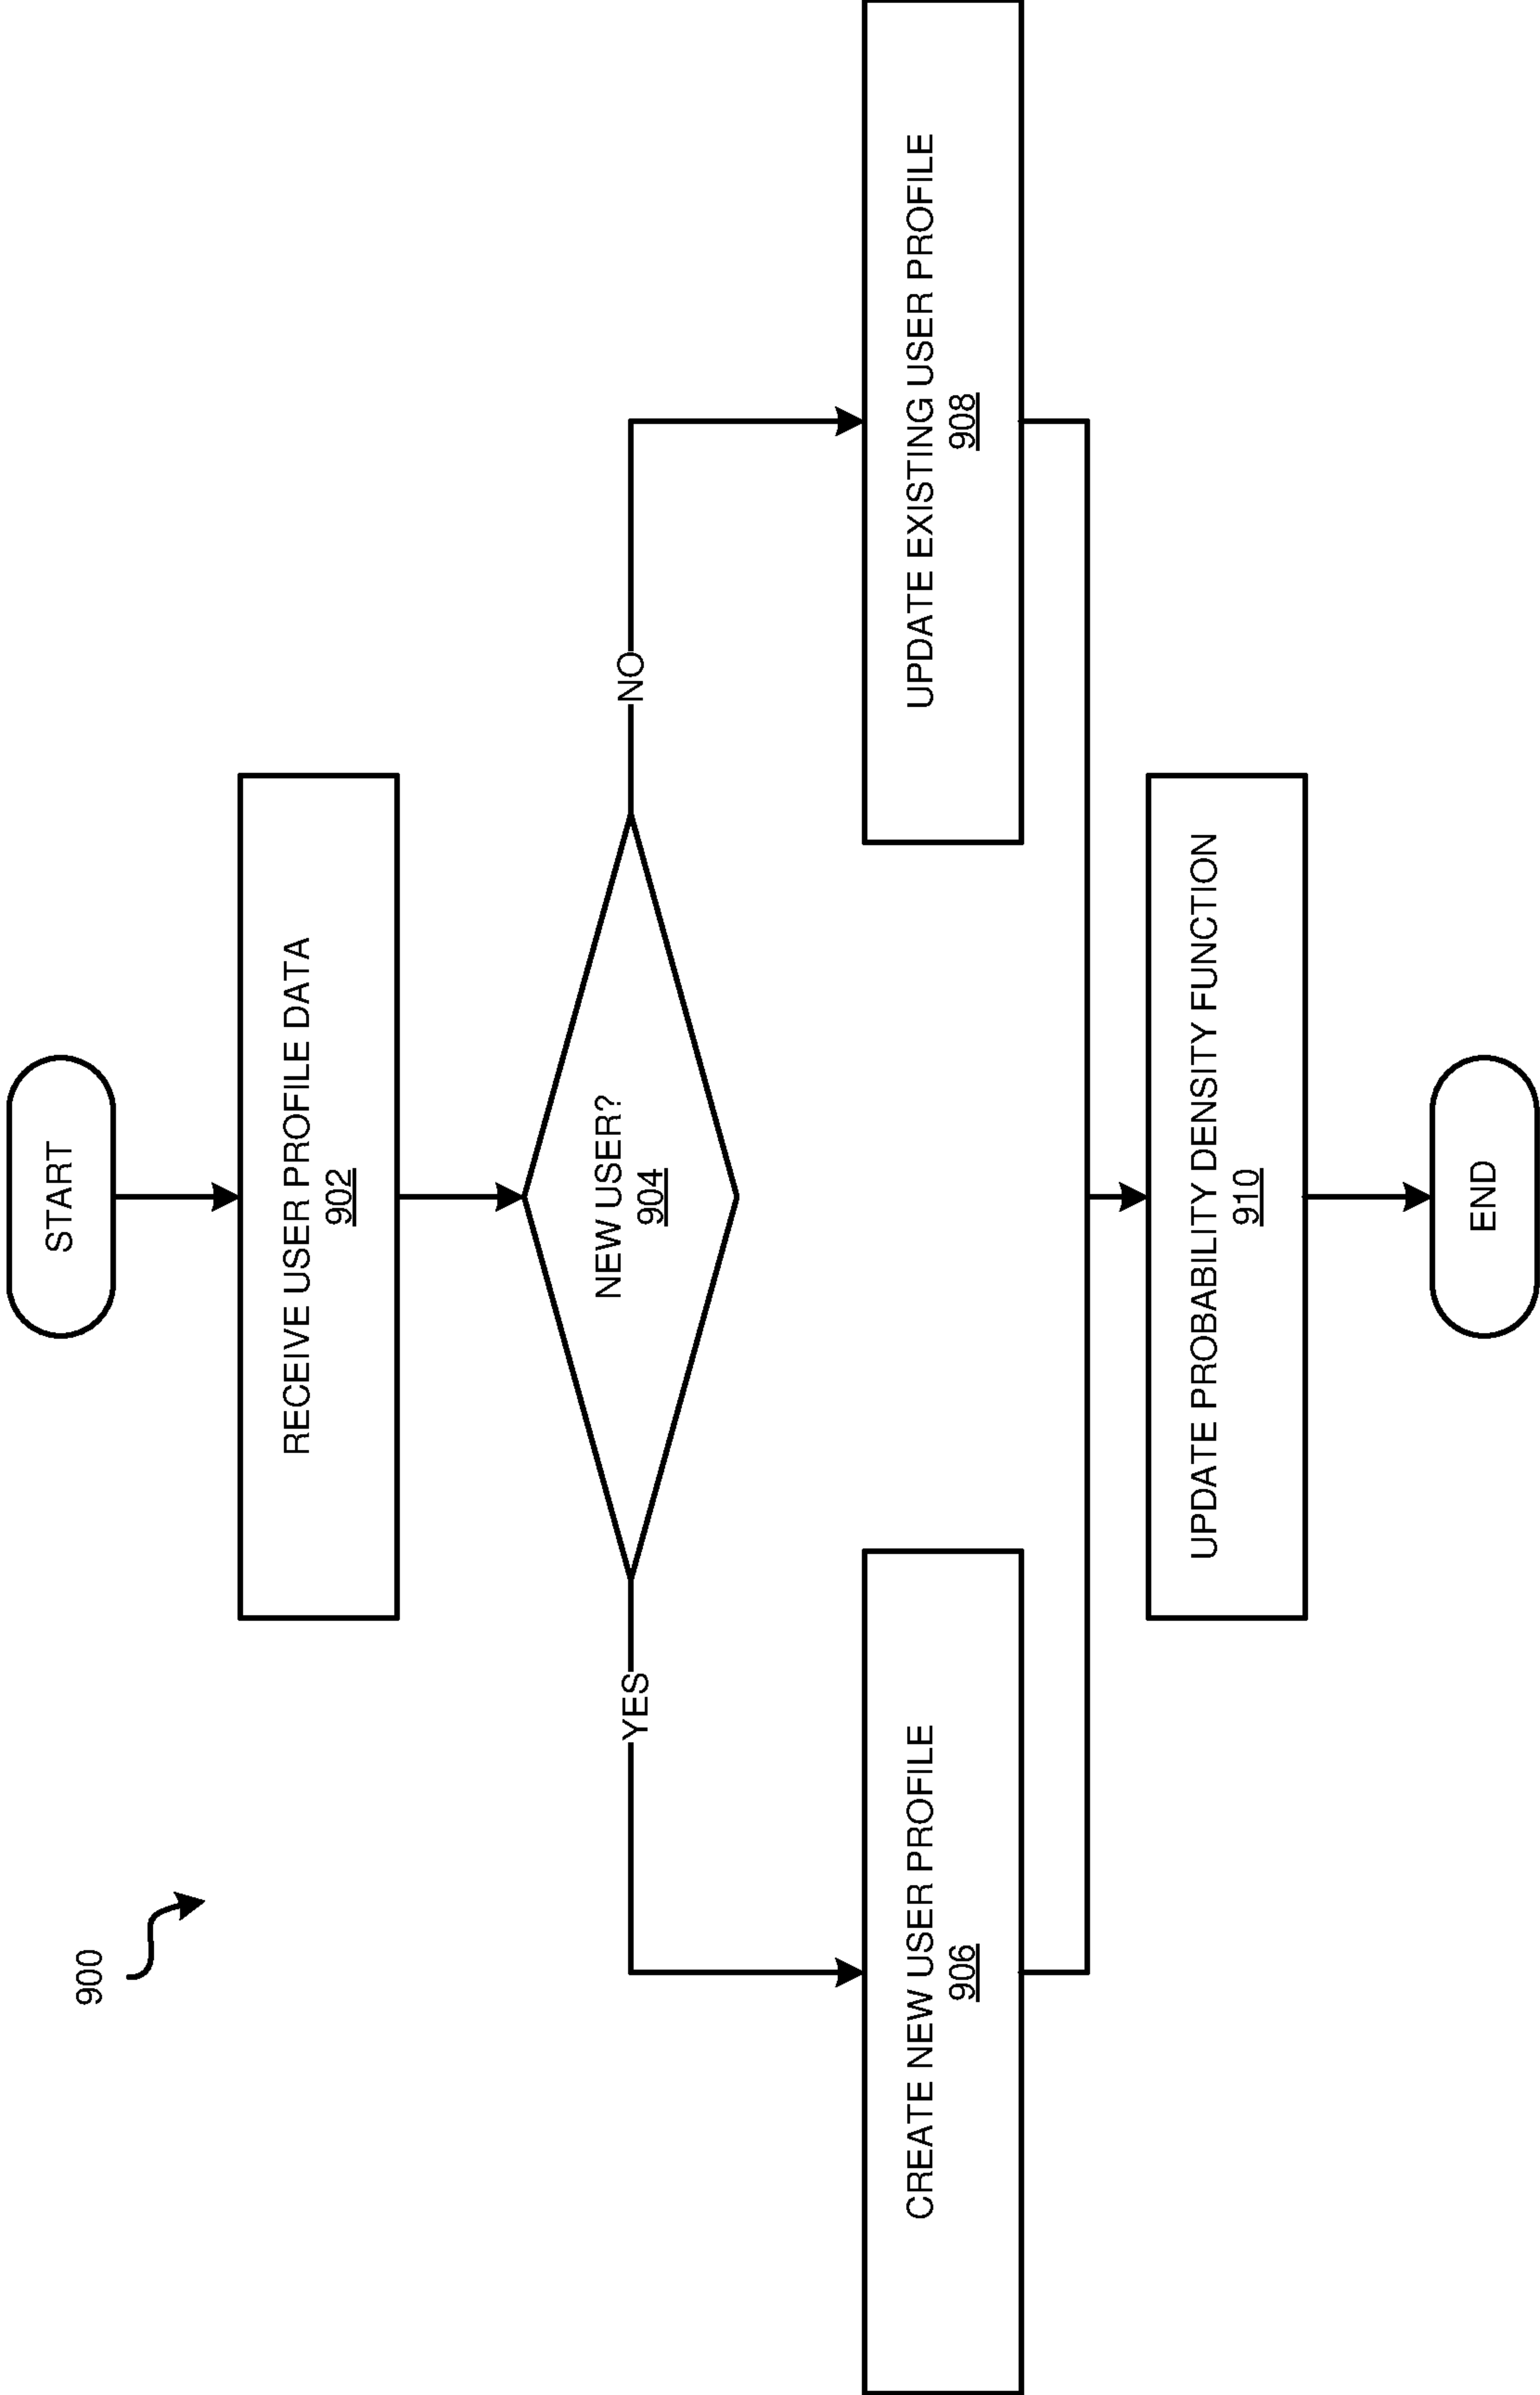 900
START
RECEIVE USER PROFILE DATA
902
NEW USER?
904
YES
NO
CREATE NEW USER PROFILE
906
UPDATE EXISTING USER PROFILE
908
UPDATE PROBABILITY DENSITY FUNCTION
910
END